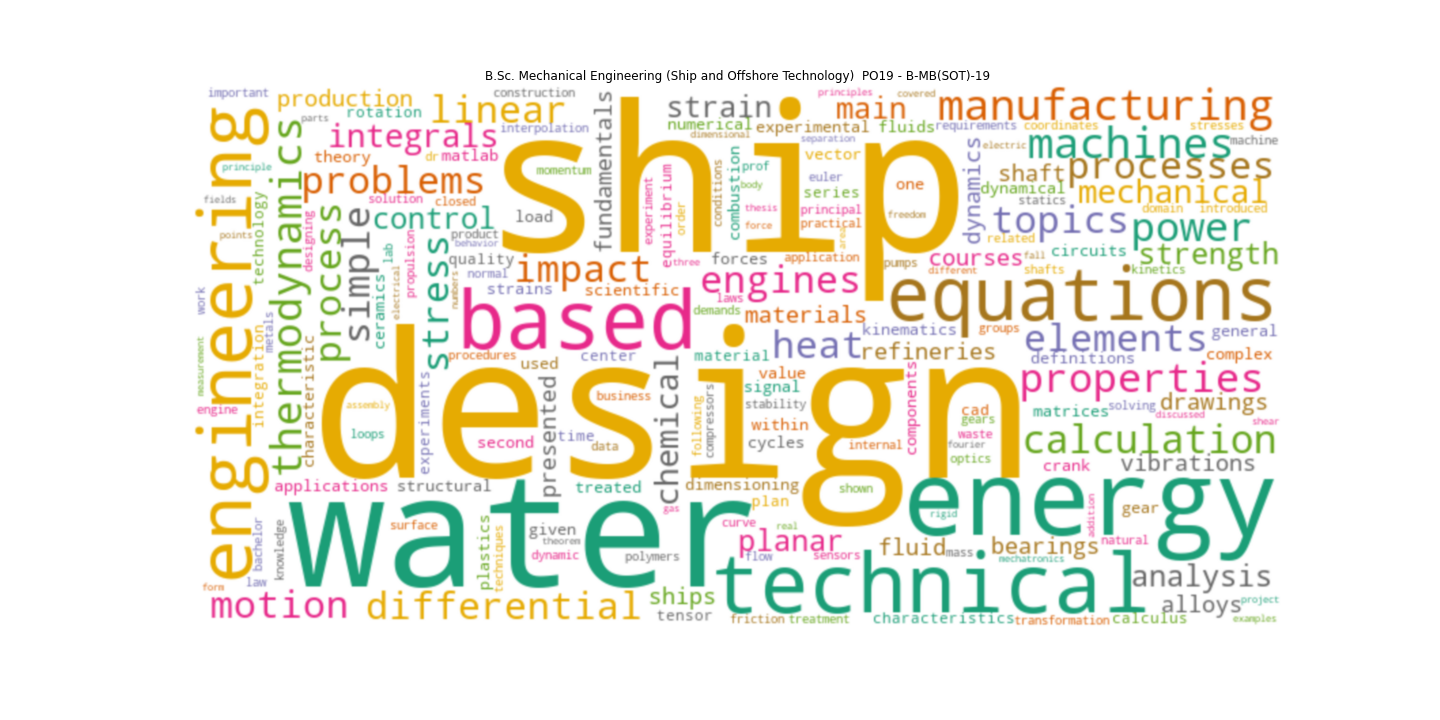 B.Sc. Mechanical Engineering (Ship and Offshore Technology)  PO19 - B-MB(SOT)-19
important
production
construction
linear
strain
principles
main
covered
manufacturing
parts
rotation
interpolation
fundamentals
numerical
experimental
fluids
requirements
coordinates
stresses
integrals
dimensional
separation
electric
machines
machine
engineering
theory
dr
matlab
momentum
ship
combustion
prof
vector
dynamics
shaft
processes
principle
thermodynamics
problems
conditions
body
euler
one
dynamical
mechanical
fields
solution
closed
experiment
equilibrium
order
series
statics
technology
designing
process
simple
control
load
thesis
principal
freedom
domain
introduced
points
product
force
practical
topics
power
propulsion
lab
behavior
area
related
circuits
strength
quality
impact
three
forces
application
pumps
courses
fall
ceramics
electrical
stress
numbers
normal
engines
different
shafts
kinetics
work
strains
scientific
based
laws
equations
metals
demands
materials
measurement
integration
characteristic
kinematics
groups
elements
general
procedures
used
center
material
heat
refineries
definitions
complex
design
experiments
presented
business
chemical
value
signal
components
properties
engine
assembly
following
compressors
stability
cad
matrices
solving
drawings
loops
second
time
data
within
cycles
internal
gears
waste
fourier
optics
calculation
discussed
shear
crank
vibrations
applications
structural
treated
dimensioning
shown
energy
water
gas
plan
rigid
addition
gear
bachelor
knowledge
surface
plastics
techniques
given
theorem
curve
real
planar
fluid
mass
bearings
natural
dynamic
polymers
flow
sensors
mechatronics
form
law
technical
analysis
motion
differential
ships
alloys
project
tensor
friction
treatment
characteristics
transformation
calculus
examples